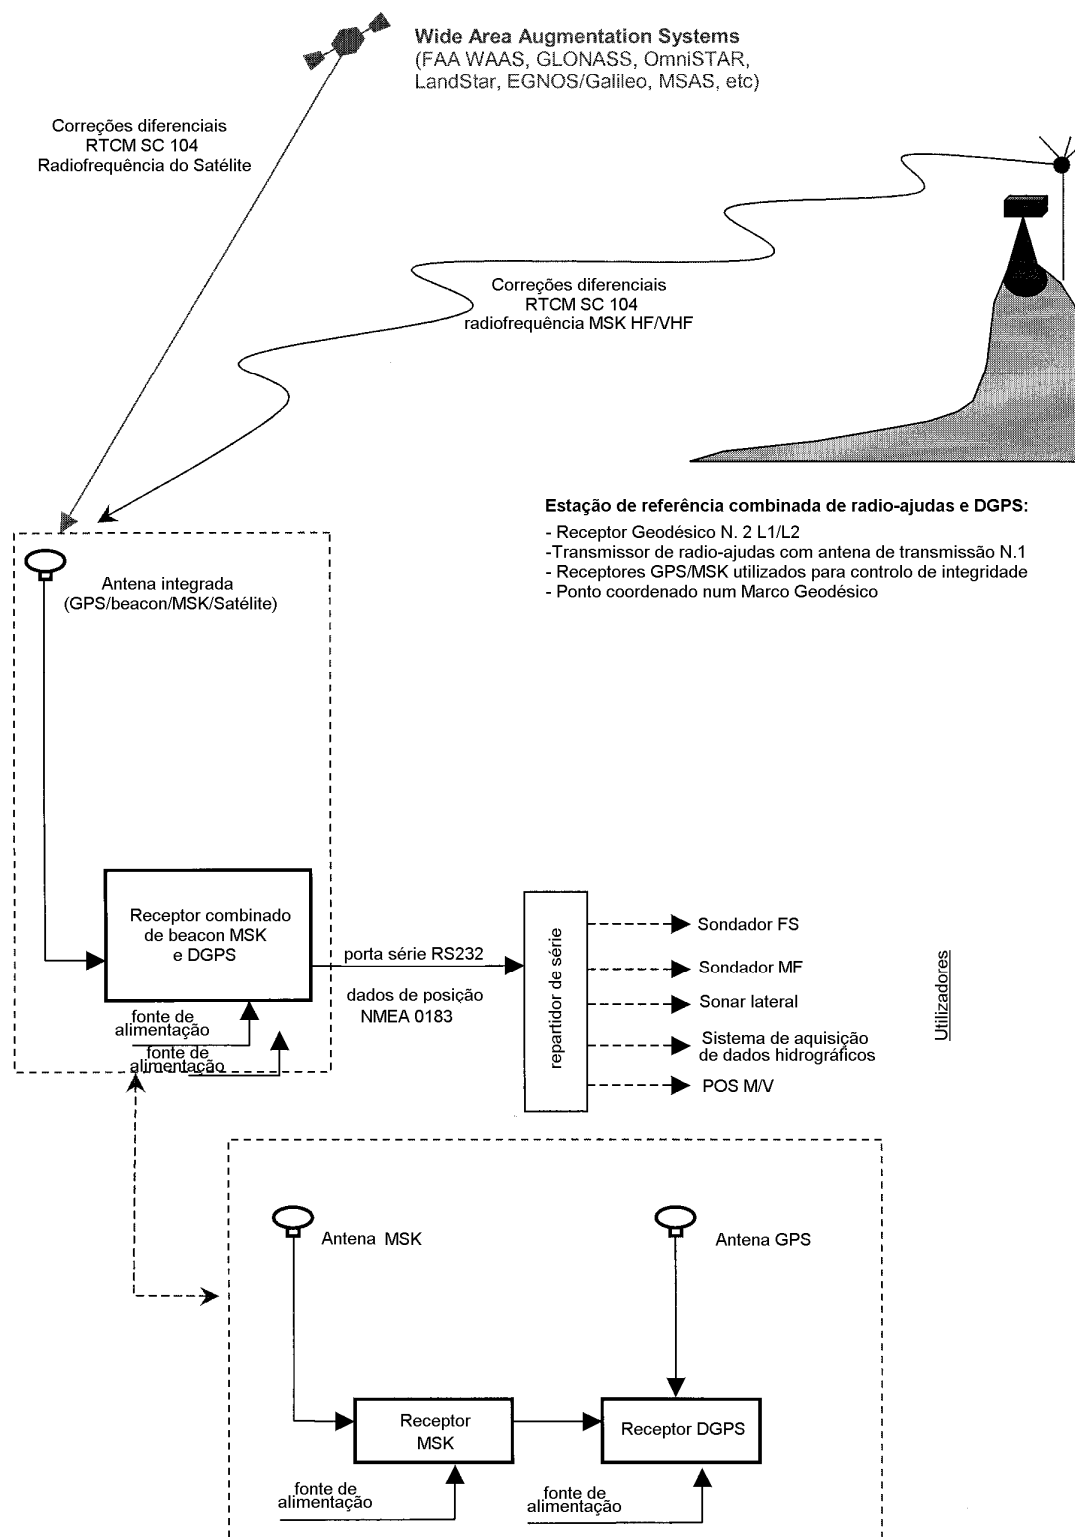 Wide Area Augmentation Systems
(FAA WAAS, GLONASS, OmniSTAR,
LandStar, EGNOS/Galileo, MSAS, etc)
Correções diferenciais
RTCM SC 104
Radiofrequência do Satélite
Correções diferenciais
RTCM SC 104
radiofrequência MSK HF/VHF
Estação de referência combinada de radio-ajudas e DGPS:
- Receptor Geodésico N. 2 L1/L2
-Transmissor de radio-ajudas com antena de transmissão N.1
- Receptores GPS/MSK utilizados para controlo de integridade
- Ponto coordenado num Marco Geodésico
Antena integrada
(GPS/beacon/MSK/Satélite)
Receptor combinado
de beacon MSK
e DGPS
fonte de
alimentação
fonte de
alimentação
porta série RS232
dados de posição
NMEA 0183
repartidor de série
Sondador FS
Sondador MF
Sonar lateral
Sistema de aquisição
de dados hidrográficos
POS M/V
Utilizadores
Antena MSK
Antena GPS
Receptor
MSK
Receptor DGPS
fonte de
alimentação
fonte de
alimentação